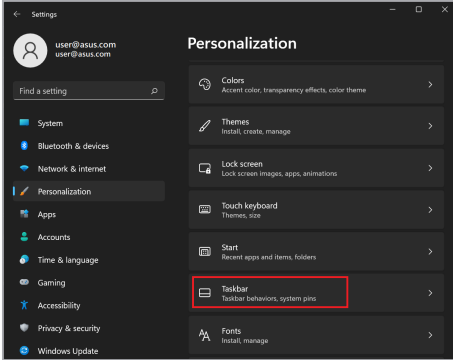 Settings
user@asus.com
user@asus.com
Find a setting
System
Bluetooth & devices
Network & internet
Personalization
Apps
Accounts
Time & language
Gaming
Accessibility
Privacy & security
Windows Update
Personalization
Colors
Accent color, transparency effects, color theme
Themes
Install, create, manage
Lock screen
Lock screen images, apps, animations
Touch keyboard
Themes, size
Start
Recent apps and items, folders
Taskbar
Taskbar behaviors, system pins
Fonts
Install, manage